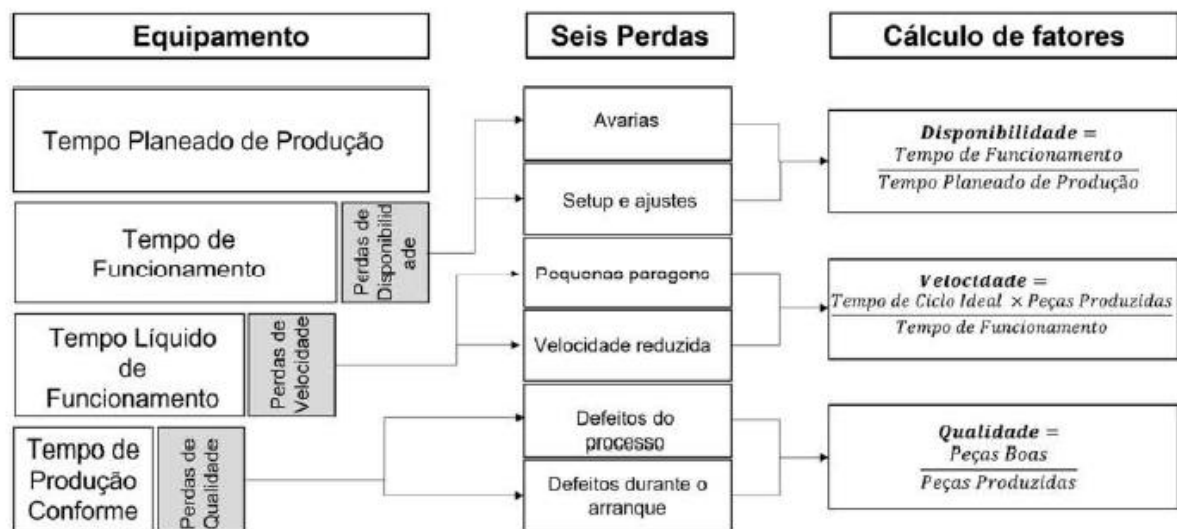 Equipamento
Tempo Planeado de Produção
Tempo de
Funcionamento
Perdas de
Disponibilid
ade
Tempo Líquido
de
Funcionamento
Perdas de
Velocidade
Tempo de
Produção
Conforme
Perdas de
Qualidade
Seis Perdas
Avarias
Setup e ajustes
Pequenas paragens
Velocidade reduzida
Defeitos do
processo
Defeitos durante o
arranque
Cálculo de fatores
Disponibilidade =
Tempo de Funcionamento
Tempo Planeado de Produção
Velocidade =
Tempo de Ciclo Ideal × Peças Produzidas
Tempo de Funcionamento
Qualidade =
Peças Boas
Peças Produzidas